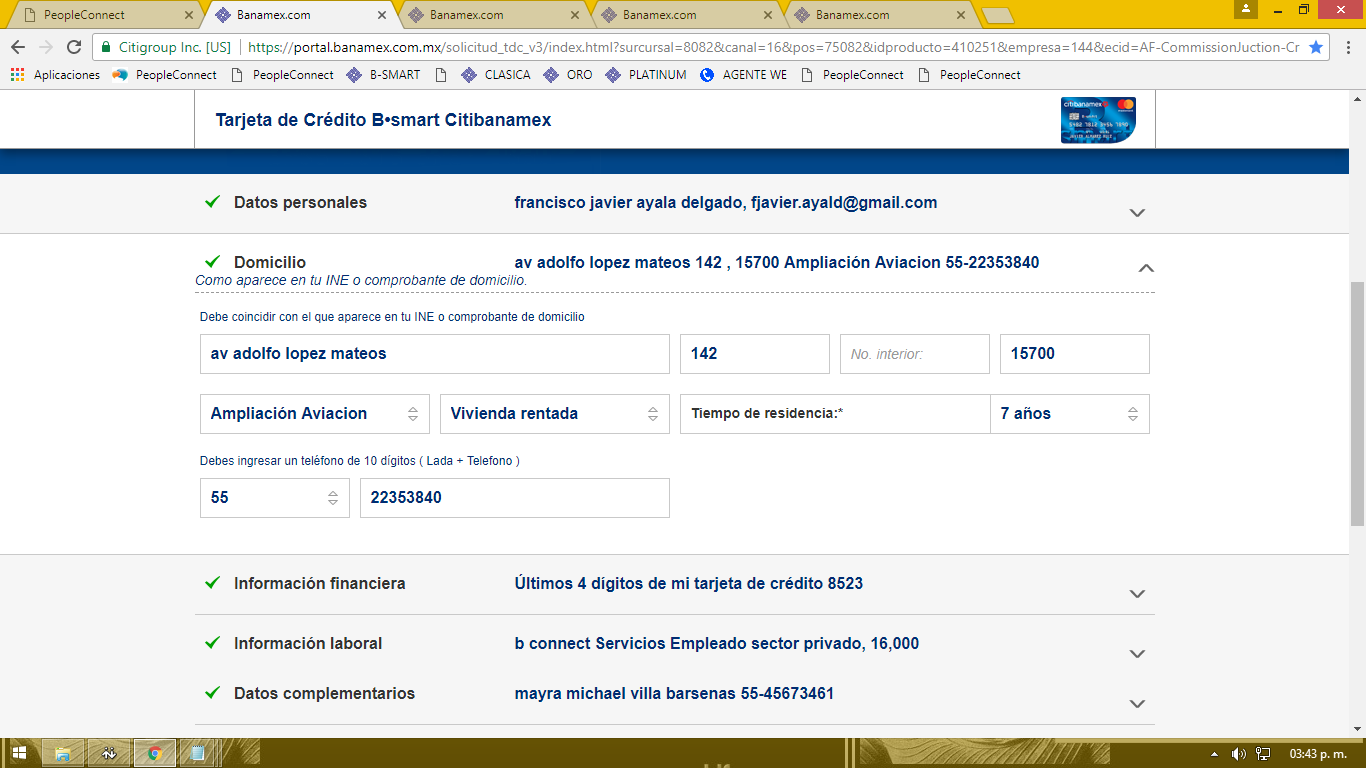 PeopleConnect
Banamex.com
Banamex.com
Banamex.com
Banamex.com
Citigroup Inc. [US] https://portal.banamex.com.mx/solicitud_tdc_v3/index.html?surcursal=8082&canal=16&pos=75082&idproducto=410251&empresa=144&ecid=AF-CommissionJuction-Cr
Aplicaciones PeopleConnect PeopleConnect B-SMART CLASICA ORO PLATINUM AGENTE WE PeopleConnect PeopleConnect
Tarjeta de Crédito B•smart Citibanamex
citibanamex
Datos personales francisco javier ayala delgado, fjavier.ayald@gmail.com
Domicilio av adolfo lopez mateos 142 , 15700 Ampliación Aviacion 55-22353840
Como aparece en tu INE o comprobante de domicilio.
Debe coincidir con el que aparece en tu INE o comprobante de domicilio
av adolfo lopez mateos 142 No. interior: 15700
Ampliación Aviacion Vivienda rentada Tiempo de residencia:* 7 años
Debes ingresar un teléfono de 10 dígitos ( Lada + Telefono )
55 22353840
Información financiera Últimos 4 dígitos de mi tarjeta de crédito 8523
Información laboral b connect Servicios Empleado sector privado, 16,000
Datos complementarios mayra michael villa barsenas 55-45673461
03:43 p. m.